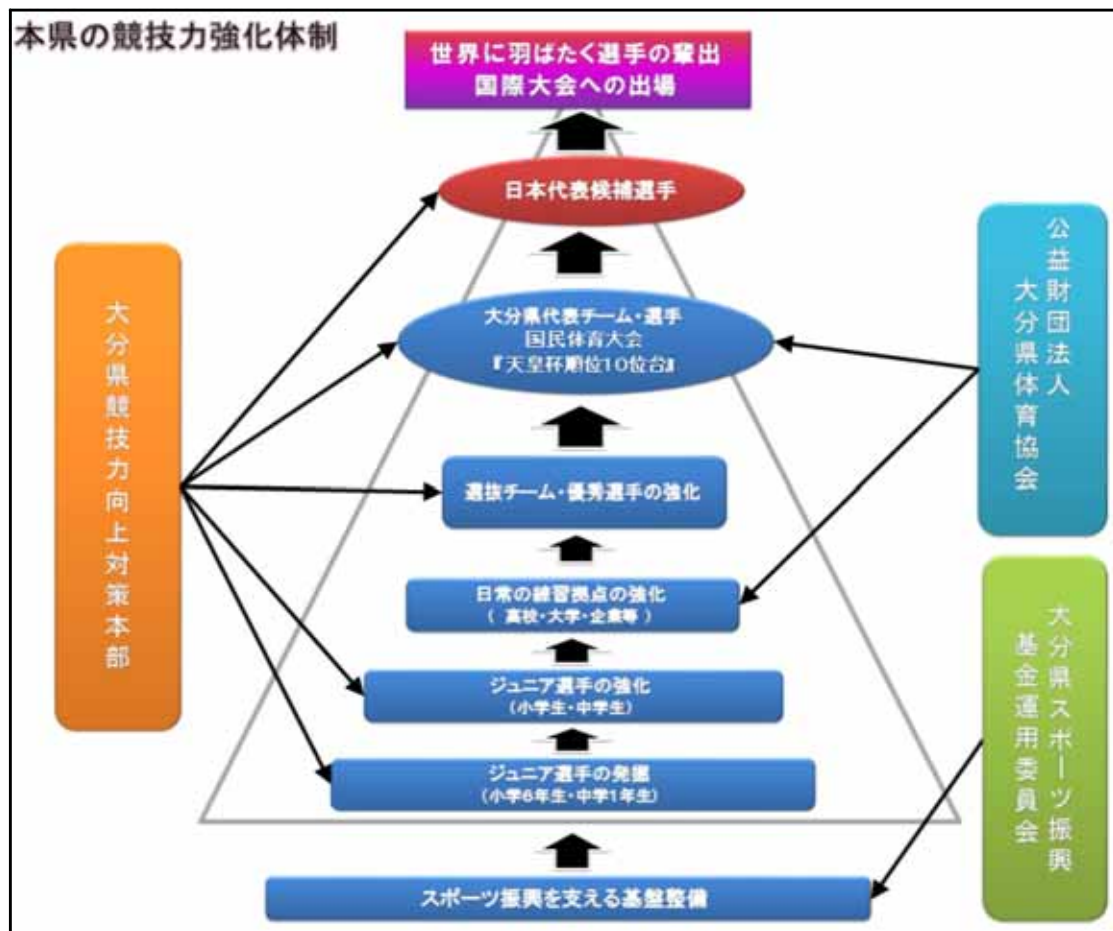 本県の競技力強化体制
世界に羽ばたく選手の輩出
国際大会への出場
日本代表候補選手
大分県代表チーム・選手
国民体育大会
『天皇杯順位10位台』
選抜チーム・優秀選手の強化
日常の練習拠点の強化
( 高校・大学・企業等 )
ジュニア選手の強化
(小学生・中学生)
ジュニア選手の発掘
(小学6年生・中学1年生)
スポーツ振興を支える基盤整備
大分県競技力向上対策本部
公益財団法人
大分県体育協会
大分県スポーツ振興
基金運用委員会